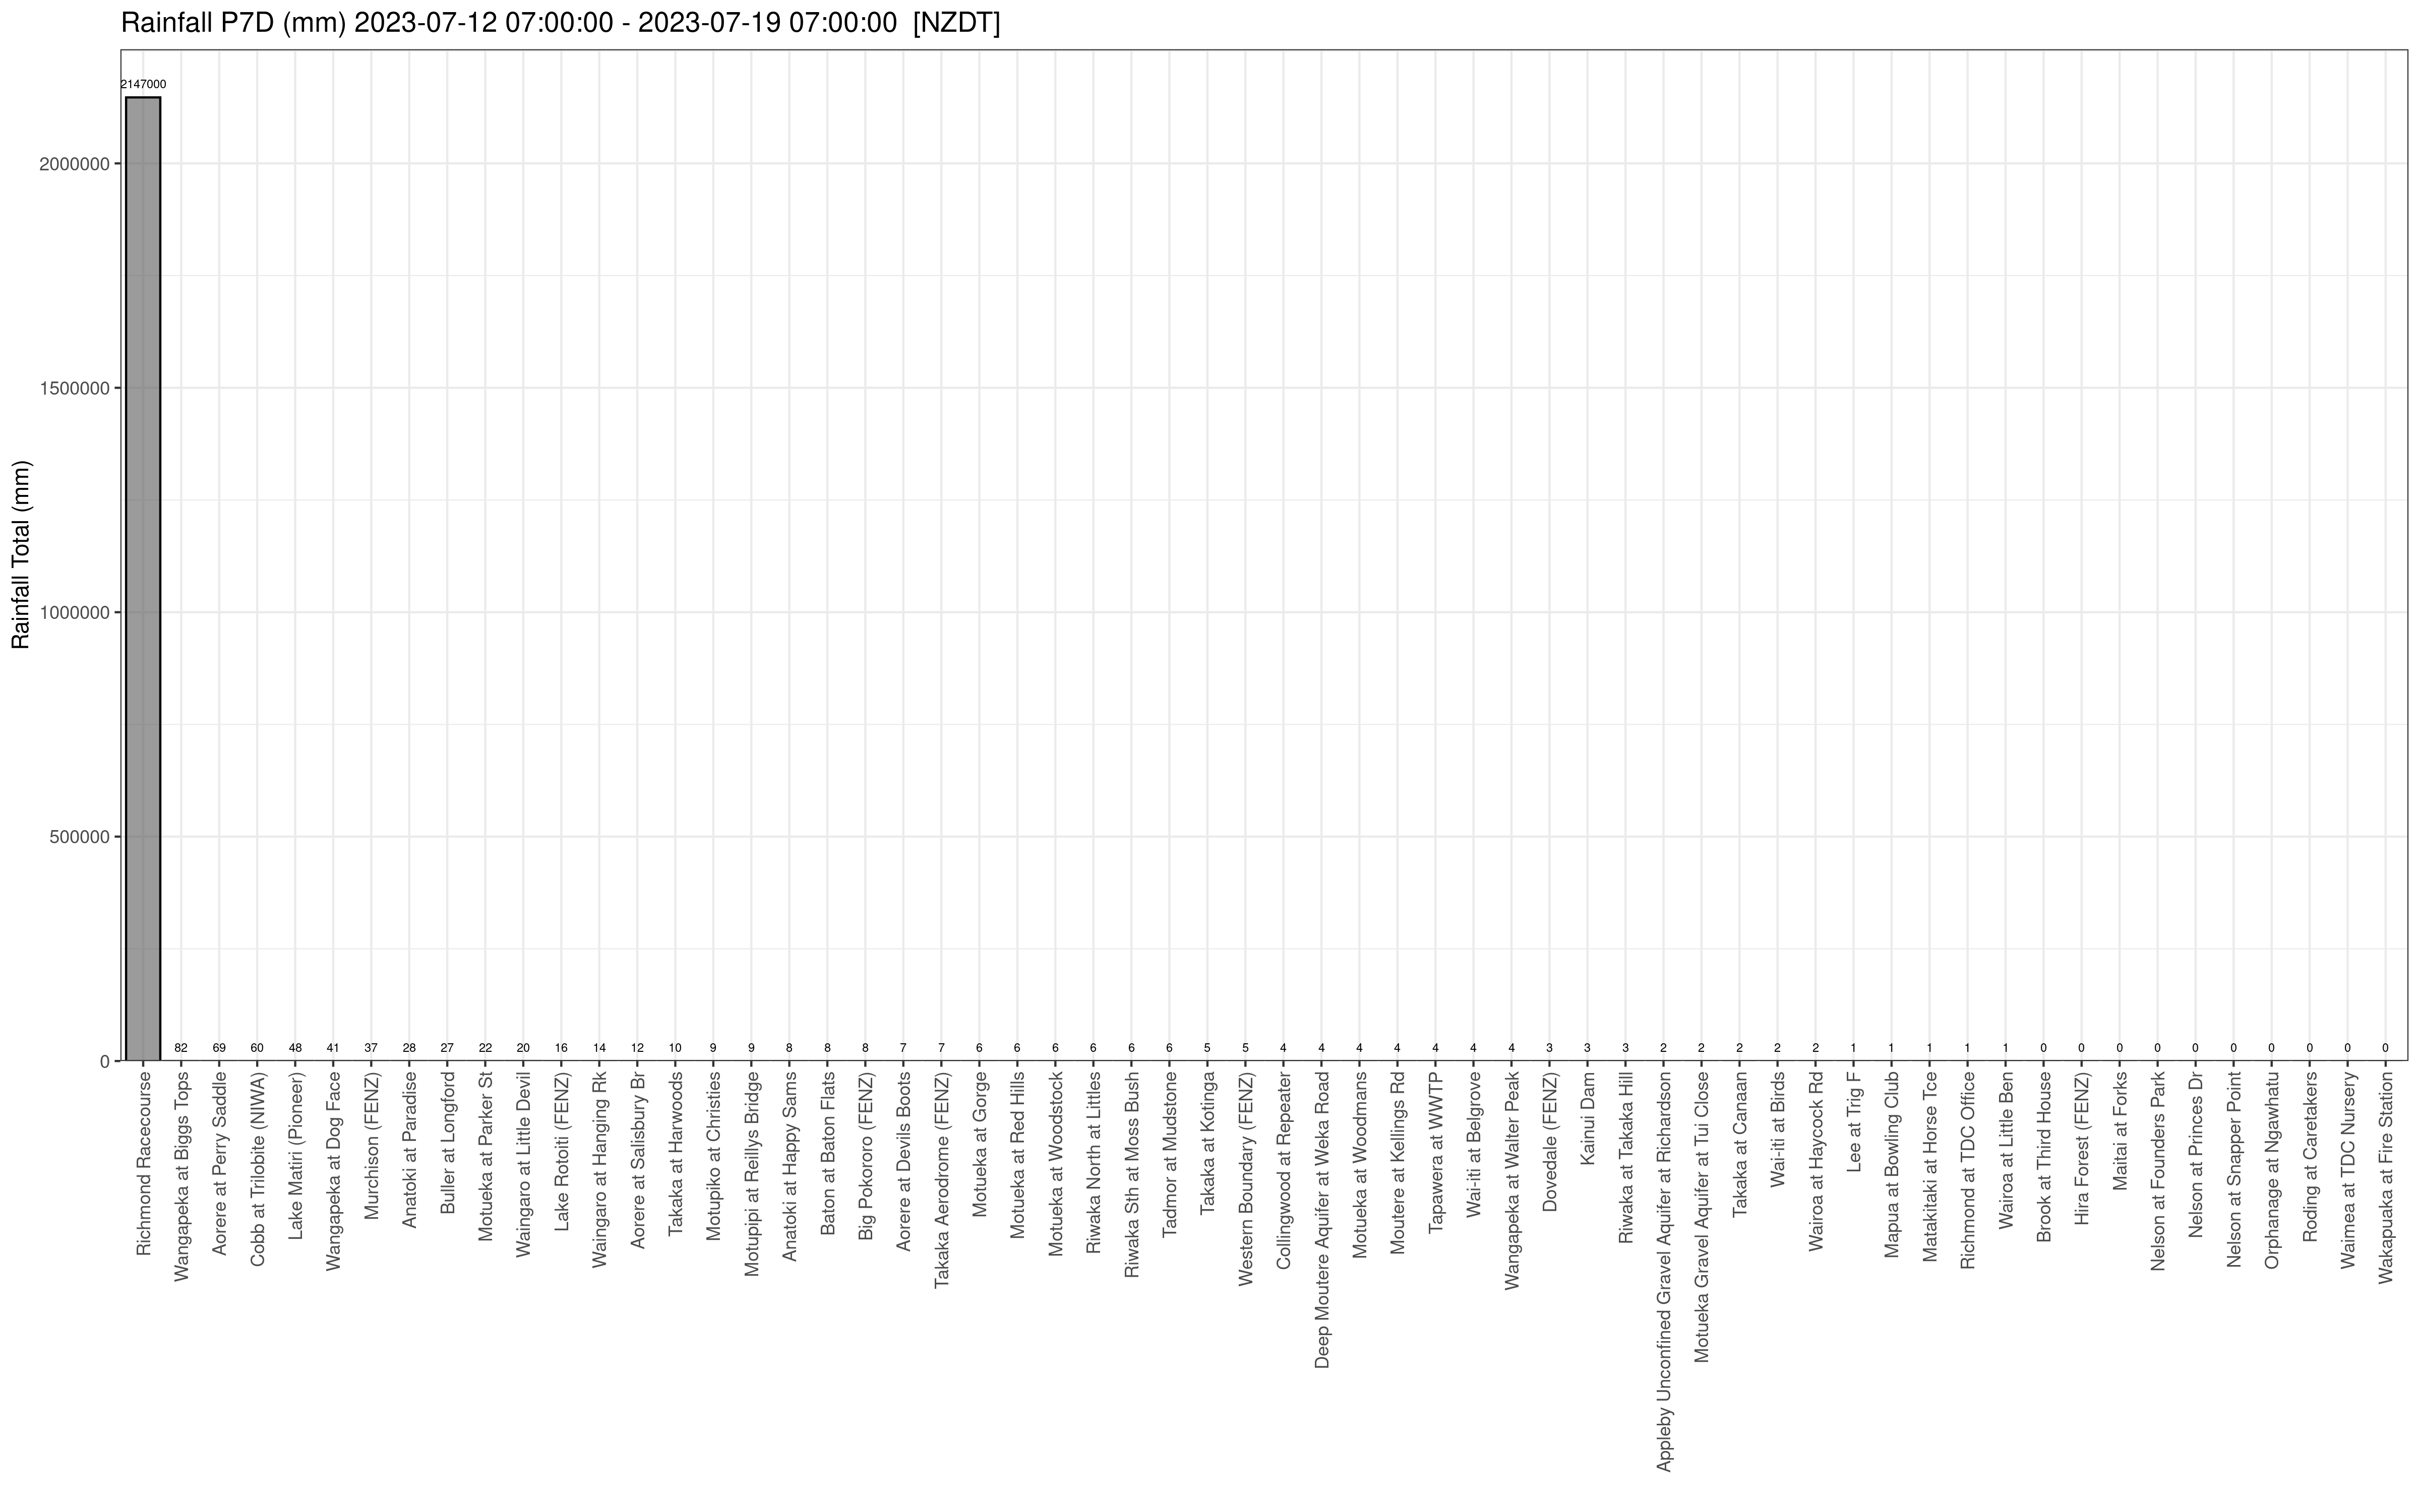 Rainfall P7D (mm) 2023-07-12 07:00:00 - 2023-07-19 07:00:00  [NZDT]
2147000
2000000
1500000
1000000
500000
0
Rainfall Total (mm)
82 69 60 48 41 37 28 27 22 20 16 14 12 10 9 9 8 8 8 7 7 6 6 6 6 6 6 5 5 4 4 4 4 4 4 4 3 3 3 2 2 2 2 2 1 1 1 1 1 0 0 0 0 0 0 0 0 0 0
Richmond Racecourse
Wangapeka at Biggs Tops
Aorere at Perry Saddle
Cobb at Trilobite (NIWA)
Lake Matiri (Pioneer)
Wangapeka at Dog Face
Murchison (FENZ)
Anatoki at Paradise
Buller at Longford
Motueka at Parker St
Waingaro at Little Devil
Lake Rotoiti (FENZ)
Waingaro at Hanging Rk
Aorere at Salisbury Br
Takaka at Harwoods
Motupiko at Christies
Motupipi at Reillys Bridge
Anatoki at Happy Sams
Baton at Baton Flats
Big Pokororo (FENZ)
Aorere at Devils Boots
Takaka Aerodrome (FENZ)
Motueka at Gorge
Motueka at Red Hills
Motueka at Woodstock
Riwaka North at Littles
Riwaka Sth at Moss Bush
Tadmor at Mudstone
Takaka at Kotinga
Western Boundary (FENZ)
Collingwood at Repeater
Deep Moutere Aquifer at Weka Road
Motueka at Woodmans
Moutere at Kellings Rd
Tapawera at WWTP
Wai-iti at Belgrove
Wangapeka at Walter Peak
Dovedale (FENZ)
Kainui Dam
Riwaka at Takaka Hill
Appleby Unconfined Gravel Aquifer at Richardson
Motueka Gravel Aquifer at Tui Close
Takaka at Canaan
Wai-iti at Birds
Wairoa at Haycock Rd
Lee at Trig F
Mapua at Bowling Club
Matakitaki at Horse Tce
Richmond at TDC Office
Wairoa at Little Ben
Brook at Third House
Hira Forest (FENZ)
Maitai at Forks
Nelson at Founders Park
Nelson at Princes Dr
Nelson at Snapper Point
Orphanage at Ngawhatu
Roding at Caretakers
Waimea at TDC Nursery
Wakapuaka at Fire Station